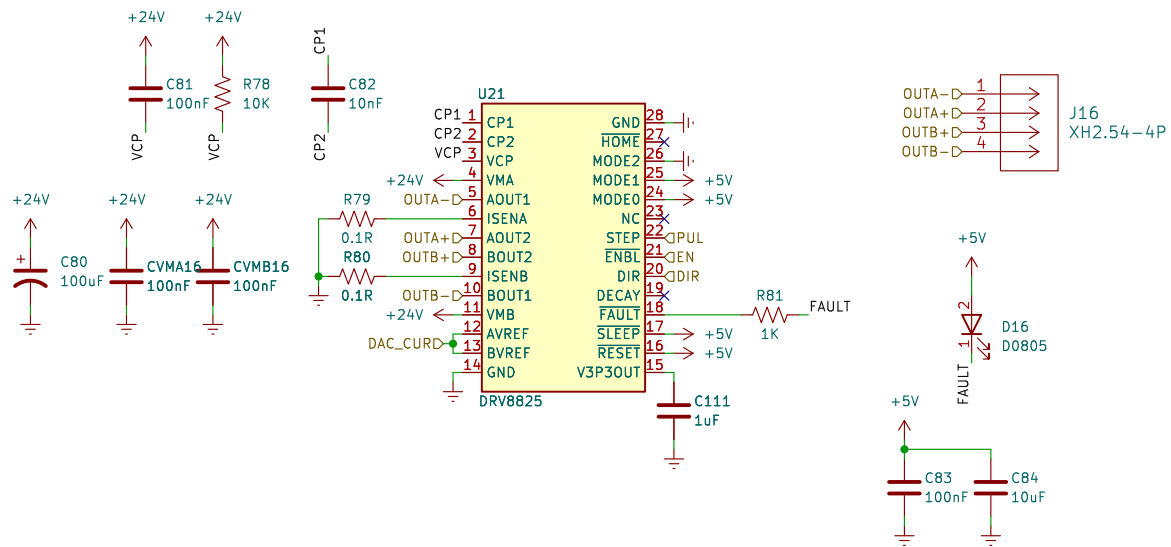 +24V
+24V
C81
100nF
VCP
R78
10K
VCP
CP1
C82
10nF
CP2
+24V
C80
100uF
+
+24V
CVMA16
100nF
+24V
CVMB16
100nF
U21
CP1 1 CP1
CP2 2 CP2
VCP 3 VCP
+24V 4 VMA
OUTA- 5 AOUT1
R79
0.1R
6 ISENA
OUTA+ 7 AOUT2
OUTB+ 8 BOUT2
R80
0.1R
9 ISENB
OUTB- 10 BOUT1
+24V 11 VMB
12 AVREF
DAC_CUR
13 BVREF
14 GND
GND 28
HOME 27
MODE2 26
MODE1 25 +5V
MODE0 24 +5V
NC 23
STEP 22 PUL
ENBL 21 EN
DIR 20 DIR
DECAY 19
FAULT 18
R81
1K
FAULT
SLEEP 17 +5V
RESET 16 +5V
V3P3OUT 15
DRV8825
C111
1uF
OUTA- 1
OUTA+ 2
OUTB+ 3
OUTB- 4
J16
XH2.54-4P
+5V
2
1
D16
D0805
FAULT
+5V
C83
100nF
C84
10uF